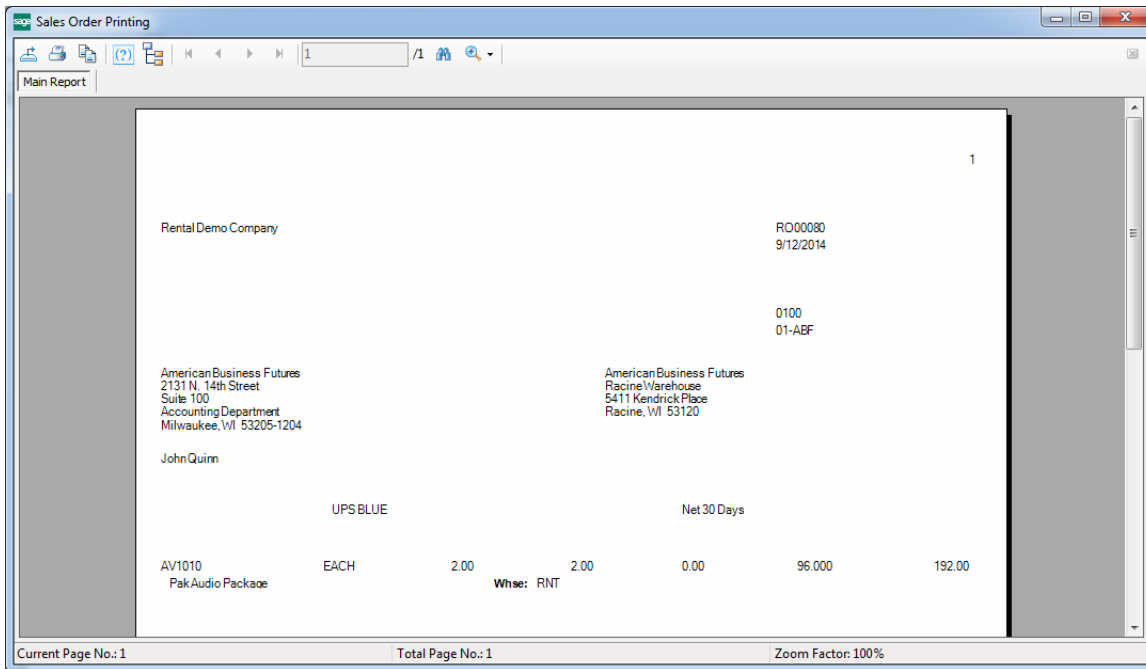 sage Sales Order Printing
1 /1
Main Report
1
Rental Demo Company RO00080
9/12/2014
0100
01-ABF
American Business Futures American Business Futures
2131 N. 14th Street Racine Warehouse
Suite 100 5411 Kendrick Place
Accounting Department Racine, WI 53120
Milwaukee, WI 53205-1204
John Quinn
UPS BLUE Net 30 Days
AV1010 EACH 2.00 2.00 0.00 96.000 192.00
Pak Audio Package Whse: RNT
Current Page No.: 1 Total Page No.: 1 Zoom Factor: 100%